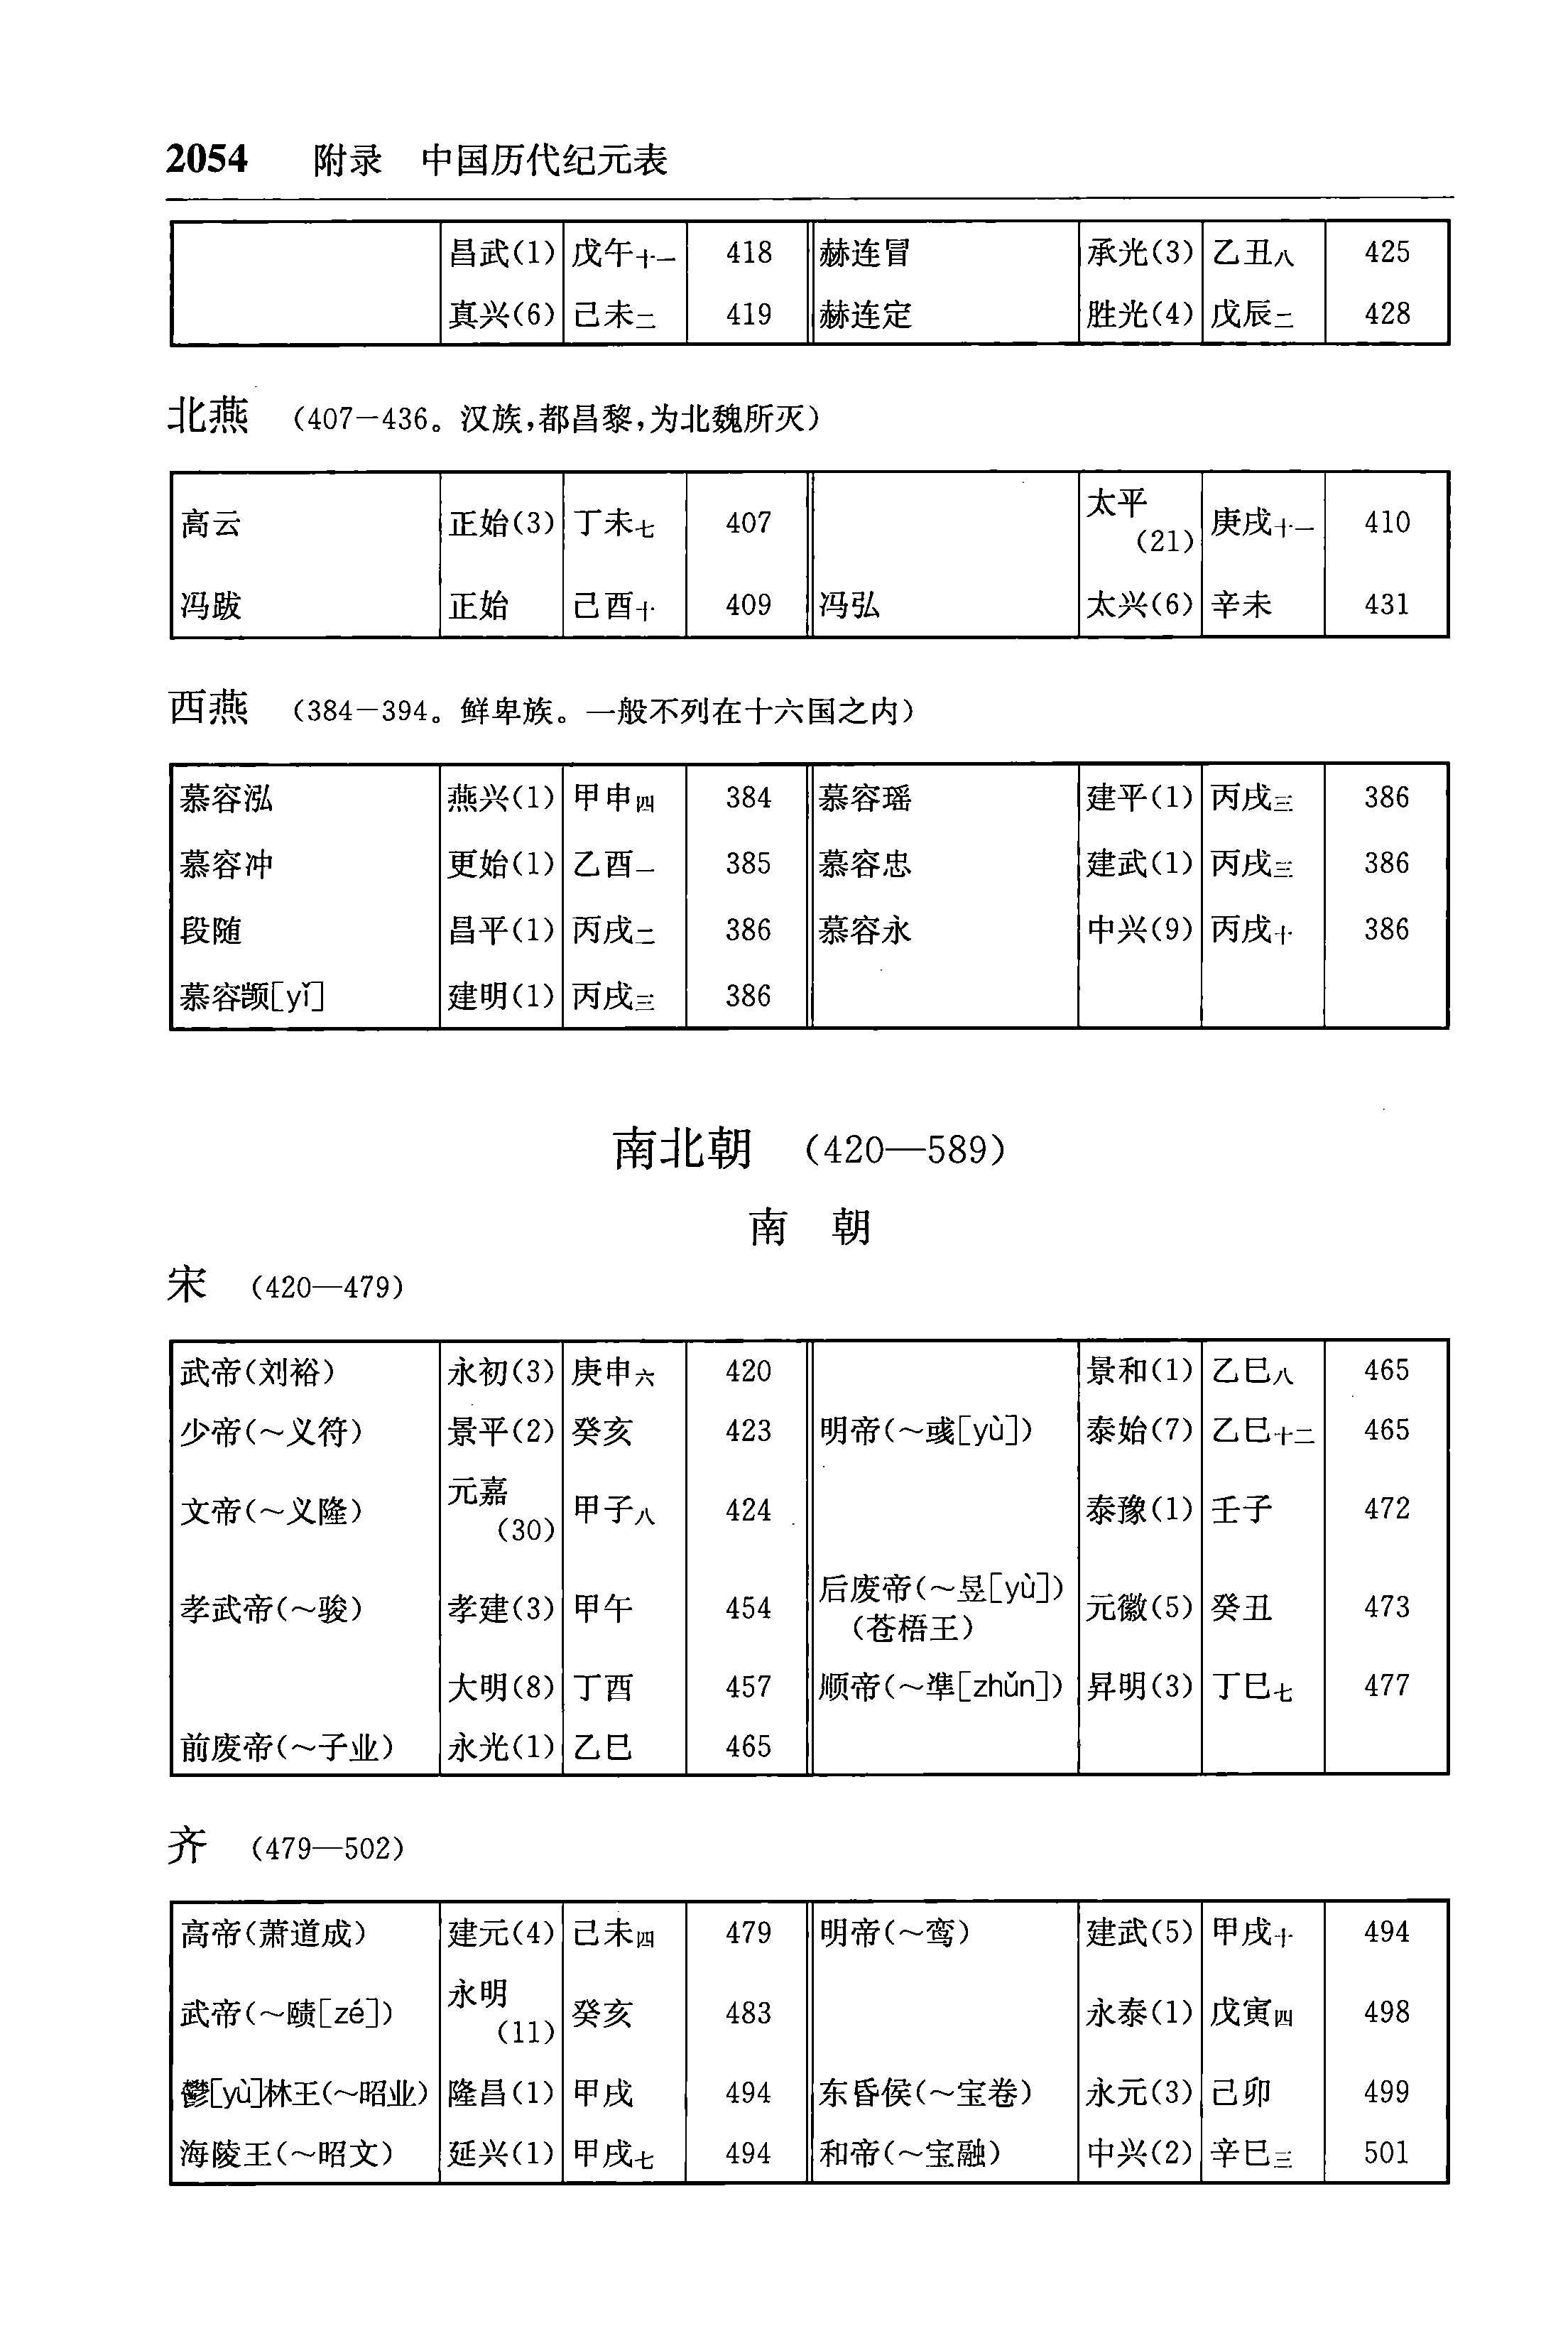 2054 附录 中国历代纪元表
昌武(1) 戊午十一 418 赫连冒 承光(3) 乙丑八 425
真兴(6) 己未二 419 赫连定 胜光(4) 戊辰二 428
北燕 (407—436。汉族,都昌黎,为北魏所灭)
高云 正始(3) 丁未七 407 太平(21) 庚戌十一 410
冯跋 正始 己酉十 409 冯弘 太兴(6) 辛未 431
西燕 (384—394。鲜卑族。一般不列在十六国之内)
慕容泓 燕兴(1) 甲申四 384 慕容瑶 建平(1) 丙戌三 386
慕容冲 更始(1) 乙酉一 385 慕容忠 建武(1) 丙戌三 386
段随 昌平(1) 丙戌二 386 慕容永 中兴(9) 丙戌十 386
慕容𫖮[yǐ] 建明(1) 丙戌三 386
南北朝 (420—589)
南 朝
宋 (420—479)
武帝(刘裕) 永初(3) 庚申六 420 景和(1) 乙巳八 465
少帝(~义符) 景平(2) 癸亥 423 明帝(~彧[yù]) 泰始(7) 乙巳十二 465
文帝(~义隆) 元嘉(30) 甲子八 424 泰豫(1) 壬子 472
孝武帝(~骏) 孝建(3) 甲午 454 后废帝(~昱[yù])(苍梧王) 元徽(5) 癸丑 473
大明(8) 丁酉 457 顺帝(~準[zhǔn]) 昇明(3) 丁巳七 477
前废帝(~子业) 永光(1) 乙巳 465
齐 (479—502)
高帝(萧道成) 建元(4) 己未四 479 明帝(~鸾) 建武(5) 甲戌十 494
武帝(~赜[zé]) 永明(11) 癸亥 483 永泰(1) 戊寅四 498
鬱[yù]林王(~昭业) 隆昌(1) 甲戌 494 东昏侯(~宝卷) 永元(3) 己卯 499
海陵王(~昭文) 延兴(1) 甲戌七 494 和帝(~宝融) 中兴(2) 辛巳三 501